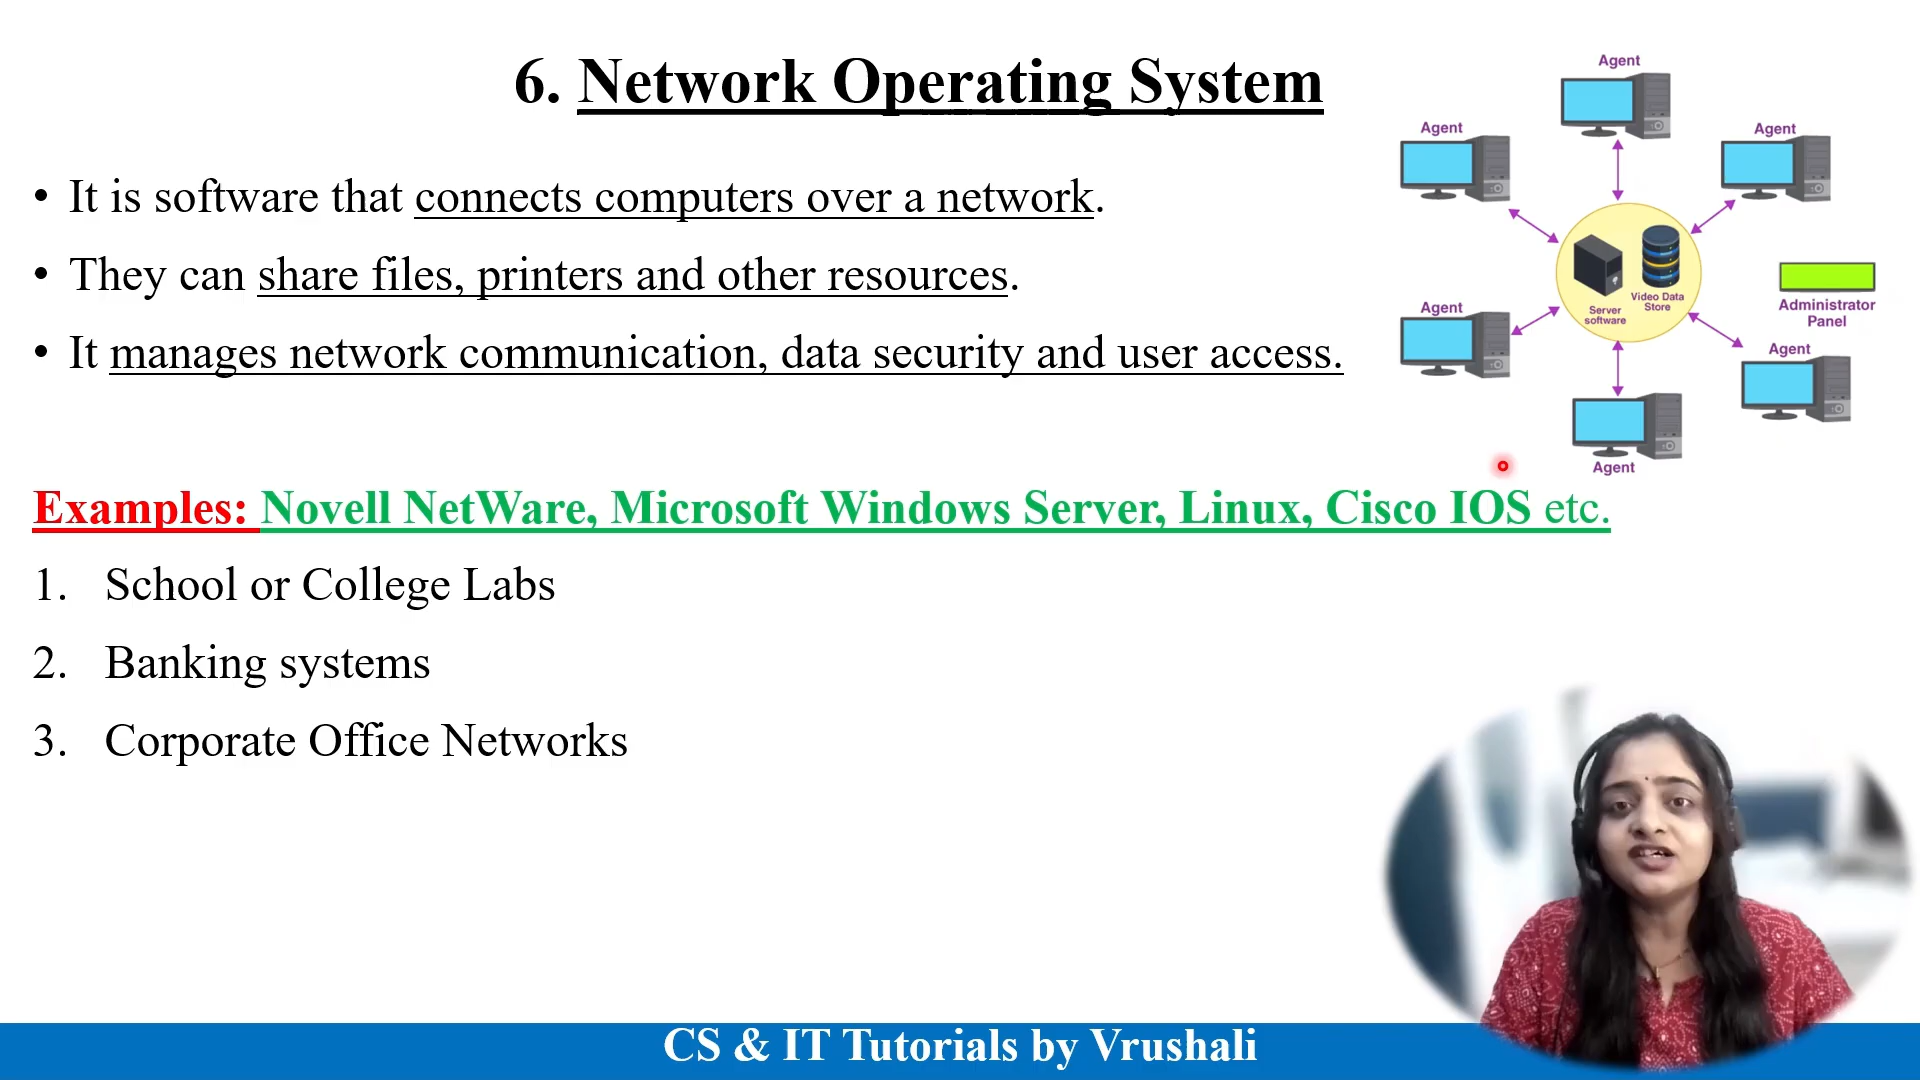 6. Network Operating System
• It is software that connects computers over a network.
• They can share files, printers and other resources.
• It manages network communication, data security and user access.
Examples: Novell NetWare, Microsoft Windows Server, Linux, Cisco IOS etc.
1. School or College Labs
2. Banking systems
3. Corporate Office Networks
Agent
Agent
Agent
Server
software
Video Data
Store
Administrator
Panel
Agent
Agent
Agent
CS & IT Tutorials by Vrushali